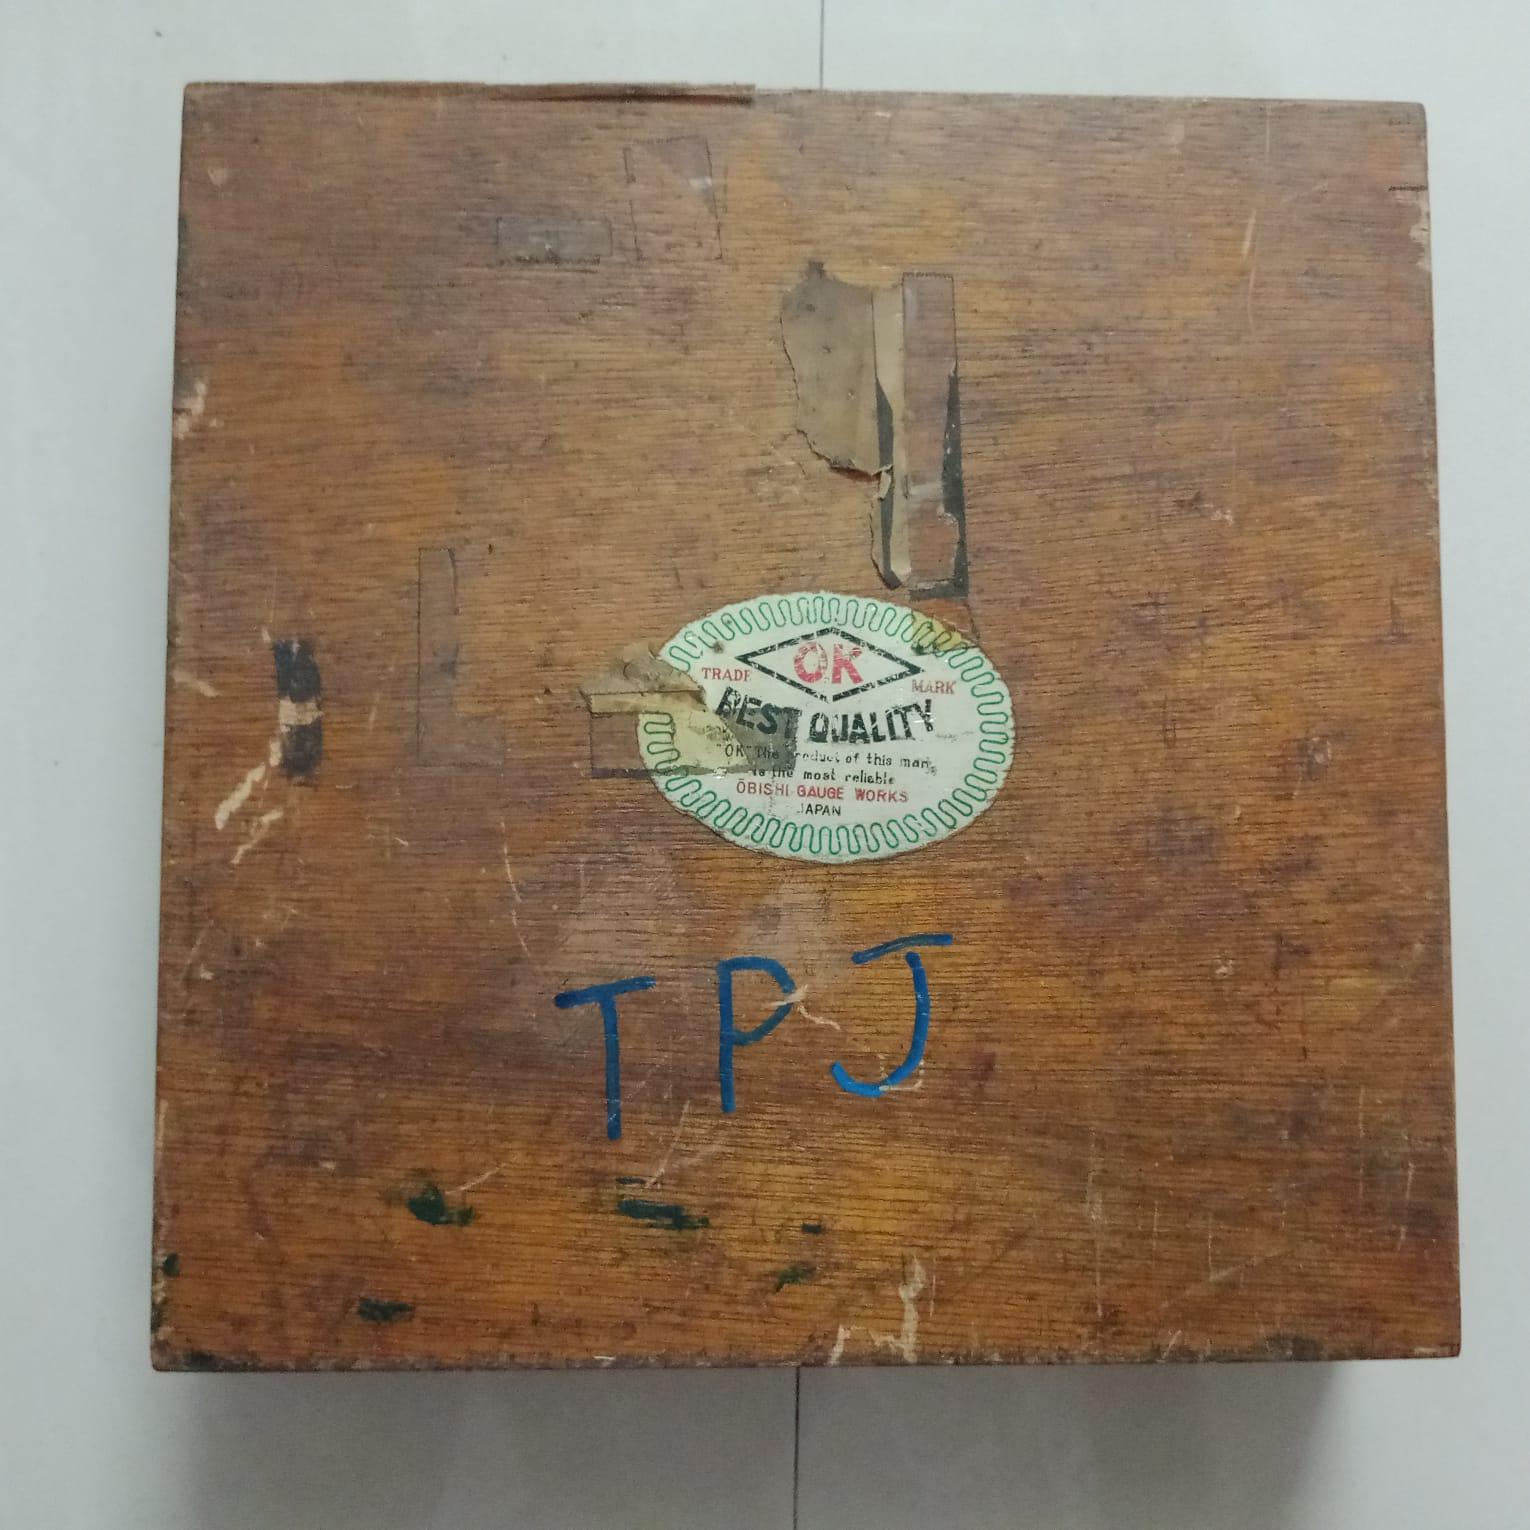 OK
TRADE MARK
BEST QUALITY
"OK" The product of this mark
is the most reliable
ŌBISHI GAUGE WORKS
JAPAN
TPJ